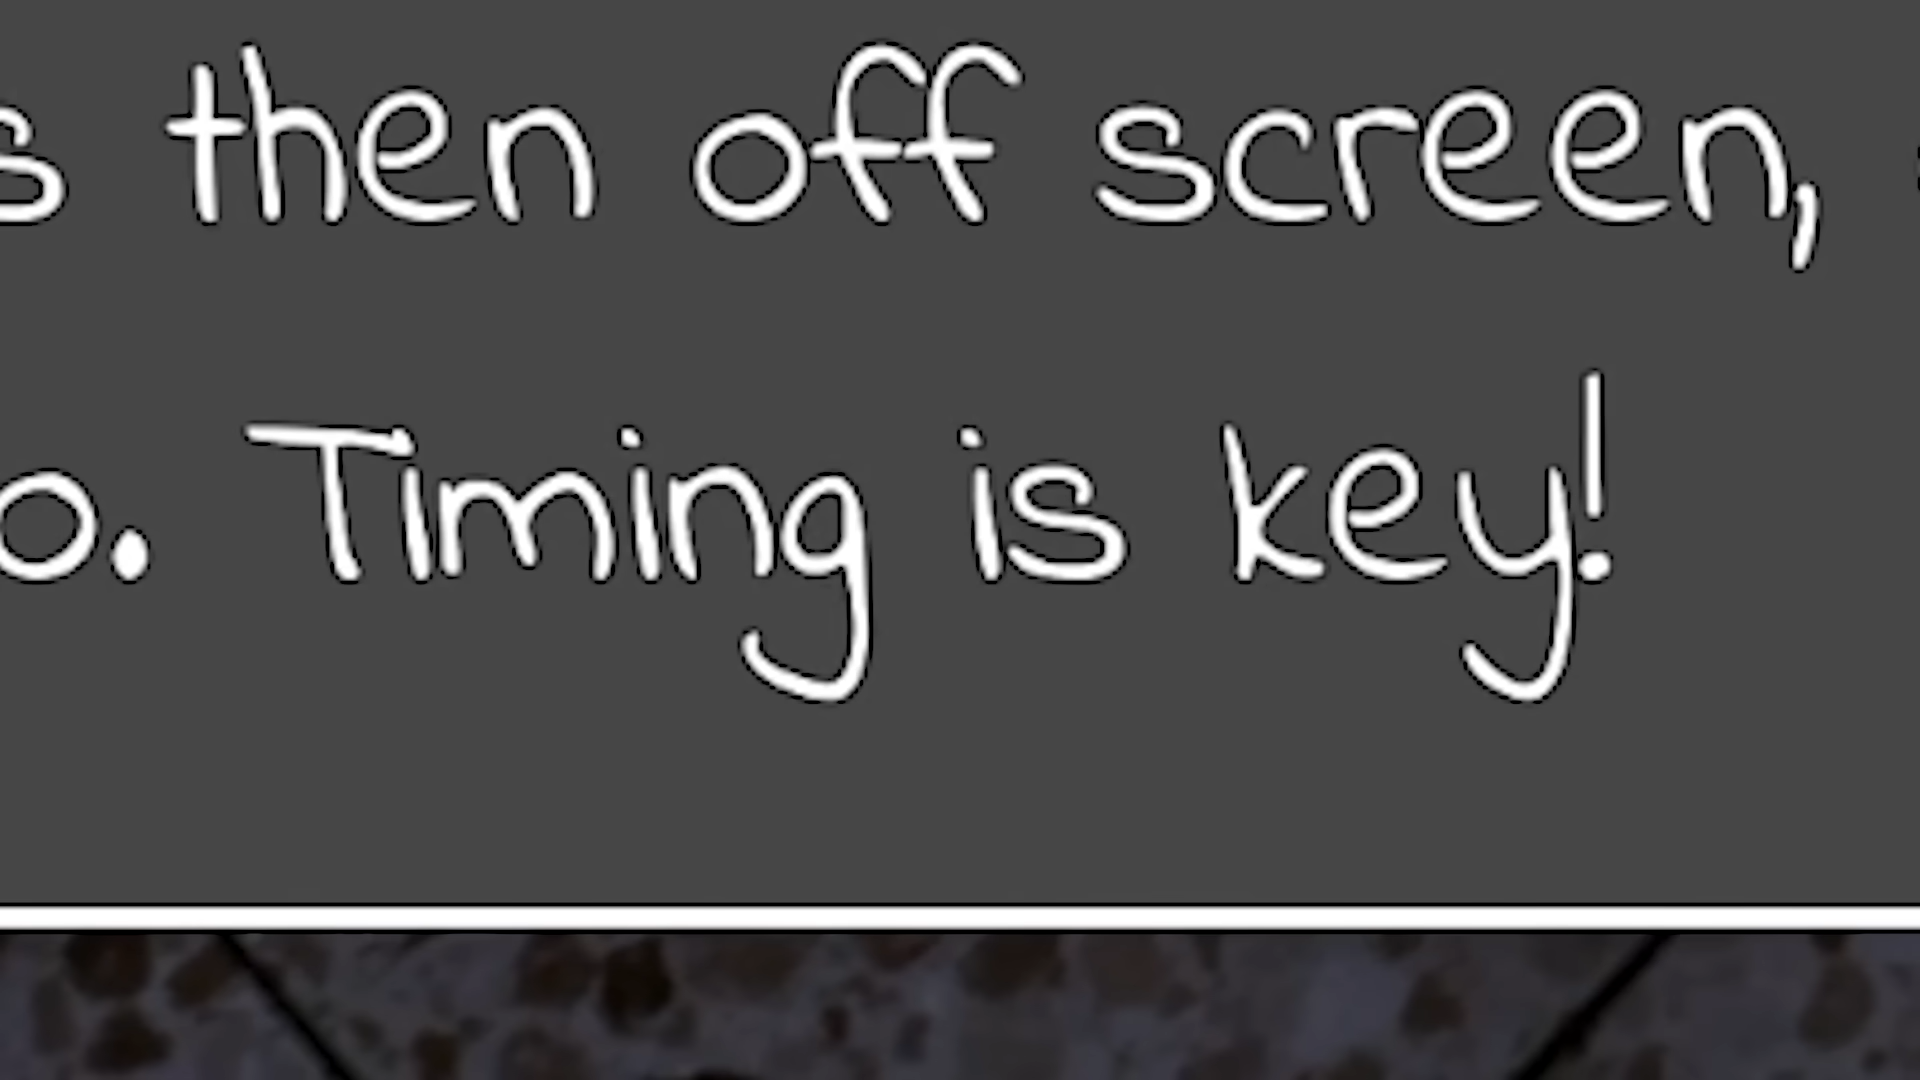 s then off screen,
o. Timing is key!